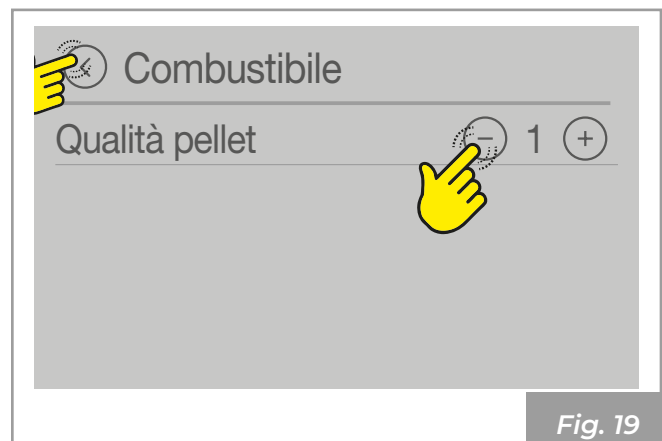 Combustibile
Qualità pellet - 1 +
Fig. 19